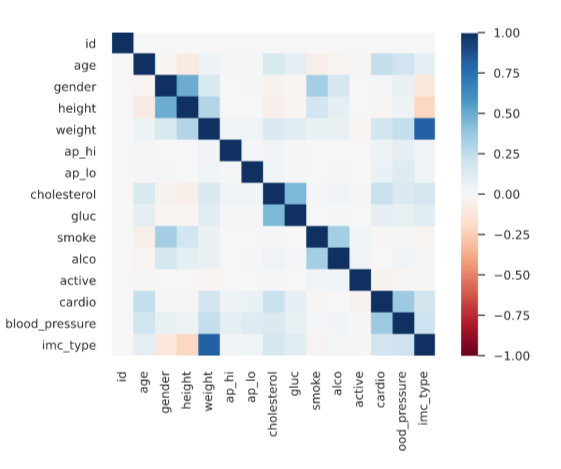 id
age
gender
height
weight
ap_hi
ap_lo
cholesterol
gluc
smoke
alco
active
cardio
blood_pressure
imc_type
1.00
0.75
0.50
0.25
0.00
−0.25
−0.50
−0.75
−1.00
id
age
gender
height
weight
ap_hi
ap_lo
cholesterol
gluc
smoke
alco
active
cardio
ood_pressure
imc_type